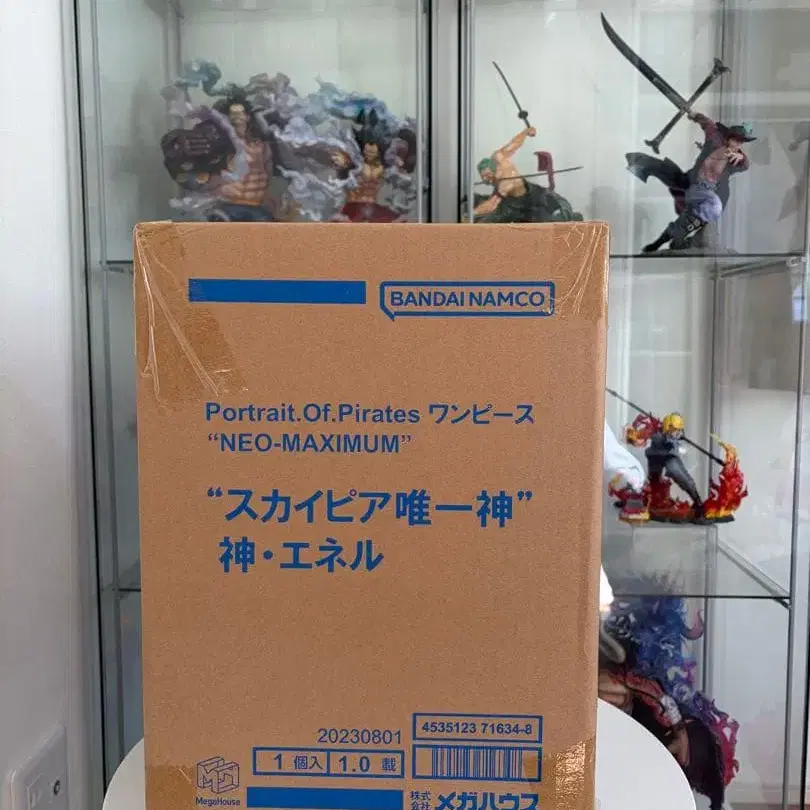 BANDAI NAMCO
Portrait.Of.Pirates ワンピース
“NEO-MAXIMUM”
“スカイピア唯一神”
神・エネル
20230801
4535123 71634-8
1 個入 1.0 載
MegaHouse
株式会社 メガハウス